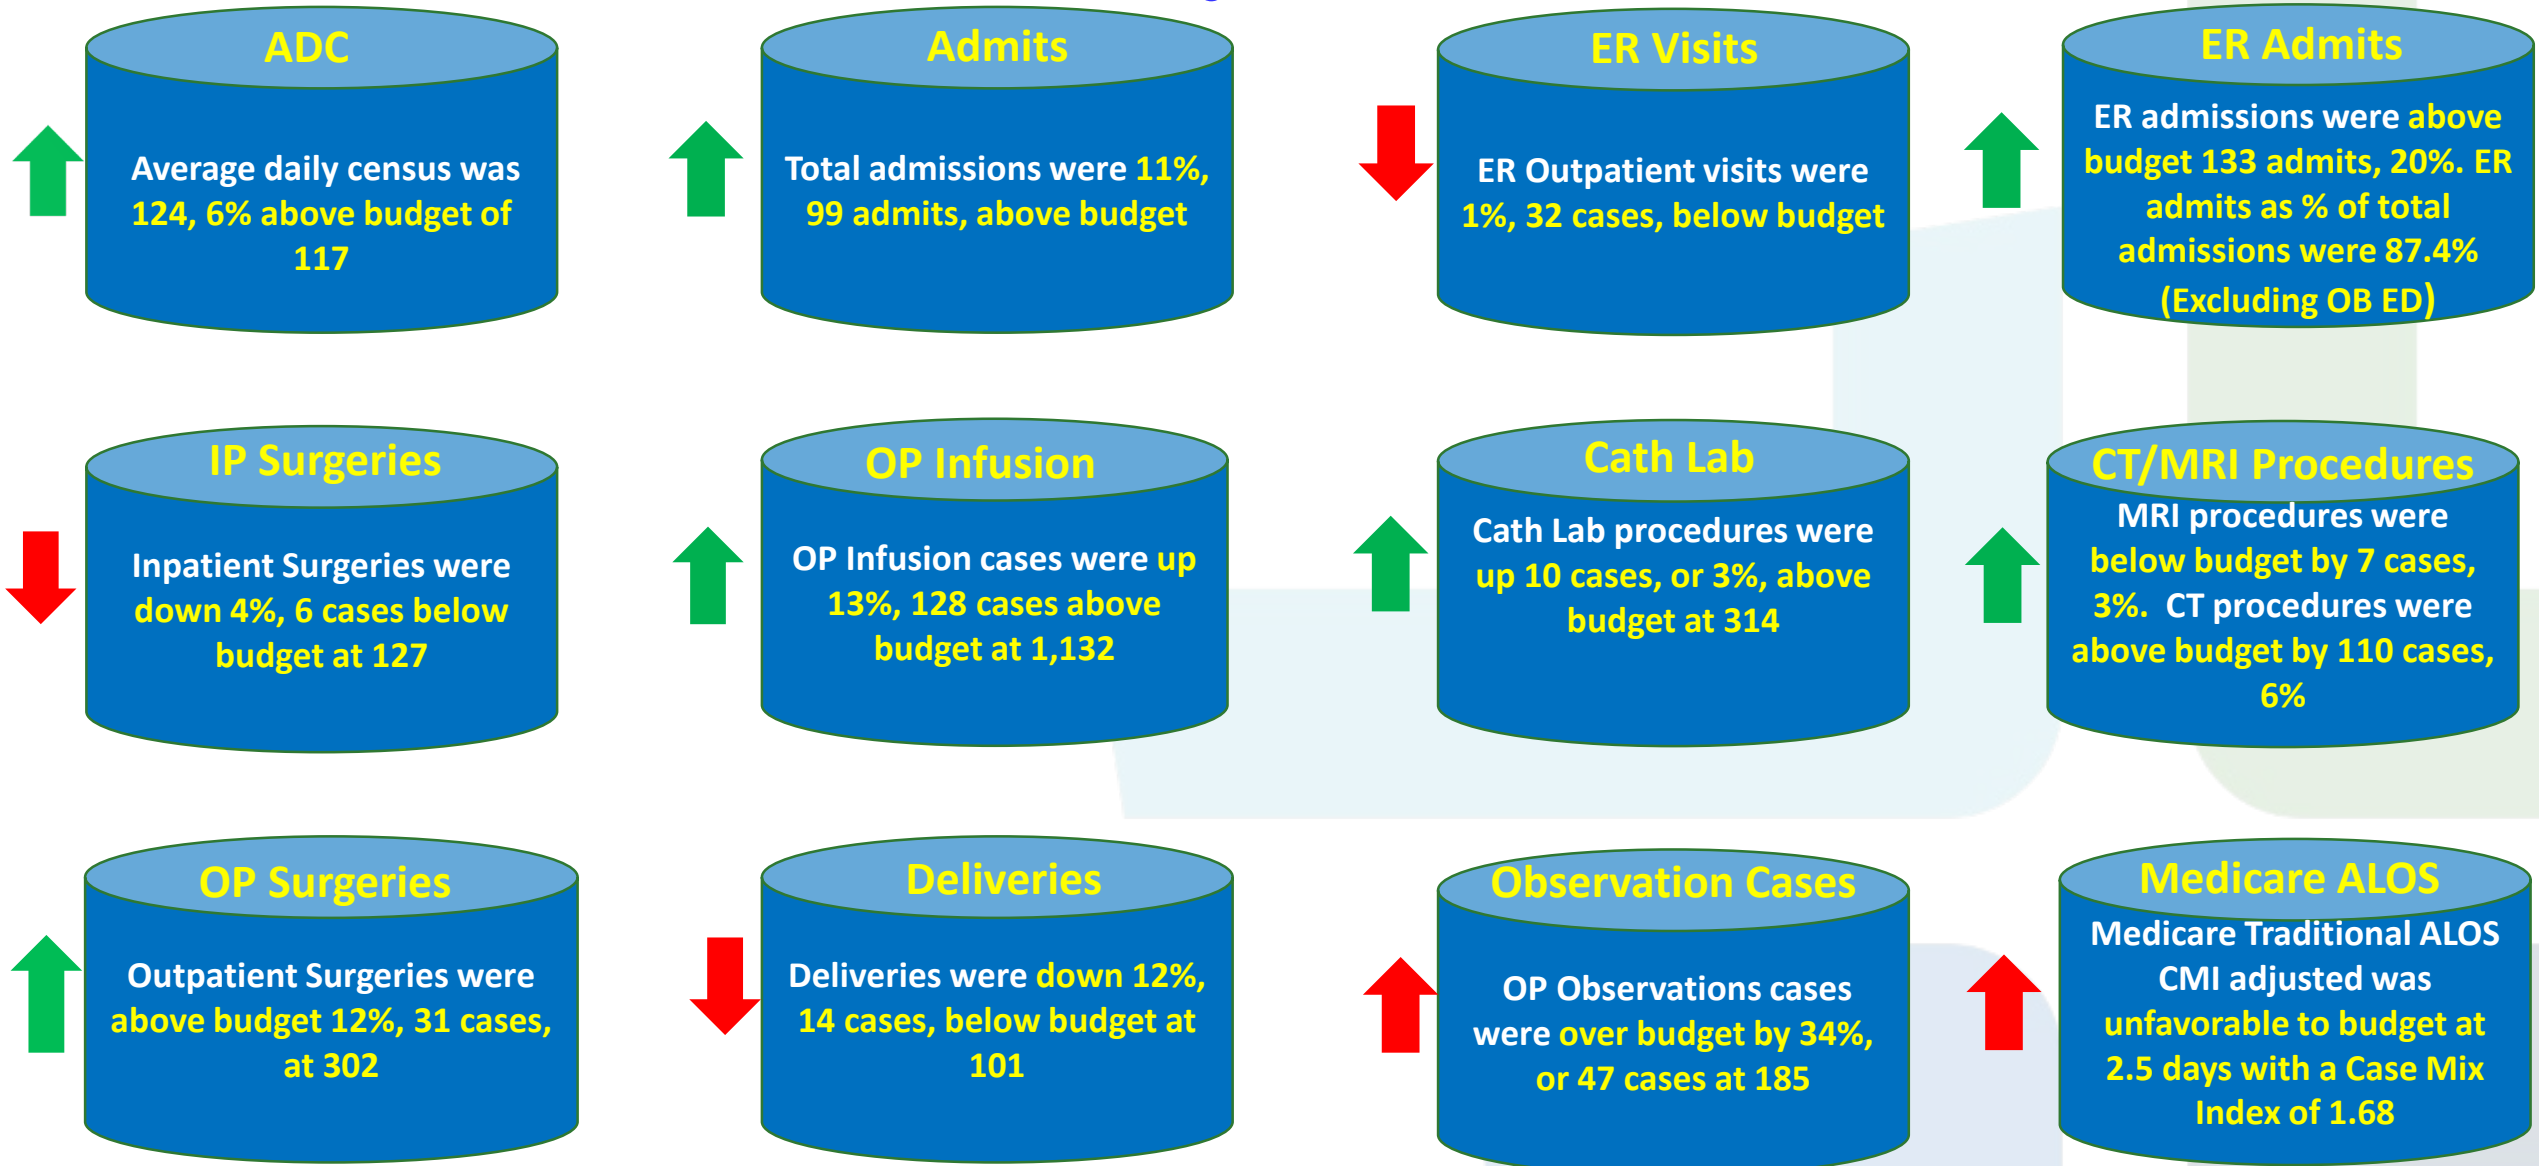 ADC
Average daily census was
124, 6% above budget of
117
Admits
Total admissions were 11%,
99 admits, above budget
ER Visits
ER Outpatient visits were
1%, 32 cases, below budget
ER Admits
ER admissions were above
budget 133 admits, 20%. ER
admits as % of total
admissions were 87.4%
(Excluding OB ED)
IP Surgeries
Inpatient Surgeries were
down 4%, 6 cases below
budget at 127
OP Infusion
OP Infusion cases were up
13%, 128 cases above
budget at 1,132
Cath Lab
Cath Lab procedures were
up 10 cases, or 3%, above
budget at 314
CT/MRI Procedures
MRI procedures were
below budget by 7 cases,
3%. CT procedures were
above budget by 110 cases,
6%
OP Surgeries
Outpatient Surgeries were
above budget 12%, 31 cases,
at 302
Deliveries
Deliveries were down 12%,
14 cases, below budget at
101
Observation Cases
OP Observations cases
were over budget by 34%,
or 47 cases at 185
Medicare ALOS
Medicare Traditional ALOS
CMI adjusted was
unfavorable to budget at
2.5 days with a Case Mix
Index of 1.68